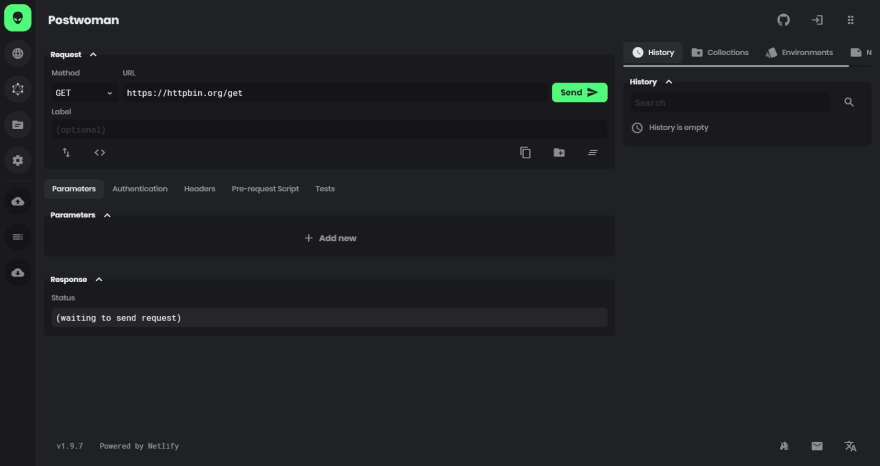 Postwoman
Request
Method URL
GET https://httpbin.org/get Send
Label
(optional)
Parameters Authentication Headers Pre-request Script Tests
Parameters
Add new
Response
Status
(waiting to send request)
History Collections Environments N
History
Search
History is empty
v1.9.7 Powered by Netlify